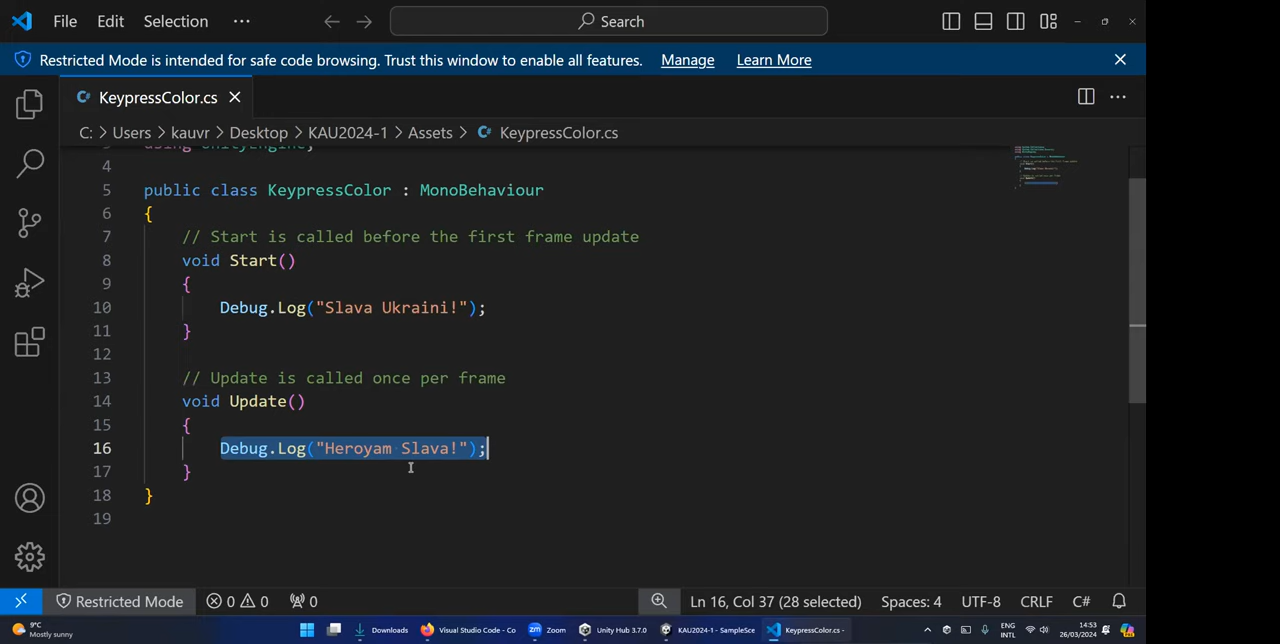 File Edit Selection ··· Search
Restricted Mode is intended for safe code browsing. Trust this window to enable all features. Manage Learn More
KeypressColor.cs
C: > Users > kauvr > Desktop > KAU2024-1 > Assets > KeypressColor.cs
using UnityEngine;
4
5 public class KeypressColor : MonoBehaviour
6 {
7 // Start is called before the first frame update
8 void Start()
9 {
10 Debug.Log("Slava Ukraini!");
11 }
12
13 // Update is called once per frame
14 void Update()
15 {
16 Debug.Log("Heroyam Slava!");
17 }
18 }
19
Restricted Mode 0 0 0 Ln 16, Col 37 (28 selected) Spaces: 4 UTF-8 CRLF C#
9°C
Mostly sunny
Downloads Visual Studio Code - Co Zoom Unity Hub 3.7.0 KAU2024-1 - SampleSce KeypressColor.cs -
ENG
INTL
14:53
26/03/2024